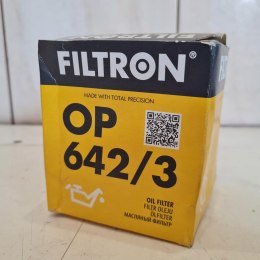 FILTRON®
MADE WITH TOTAL PRECISION
OP
642/3
OIL FILTER
FILTR OLEJU
ÖLFILTER
МАСЛЯНЫЙ ФИЛЬТР